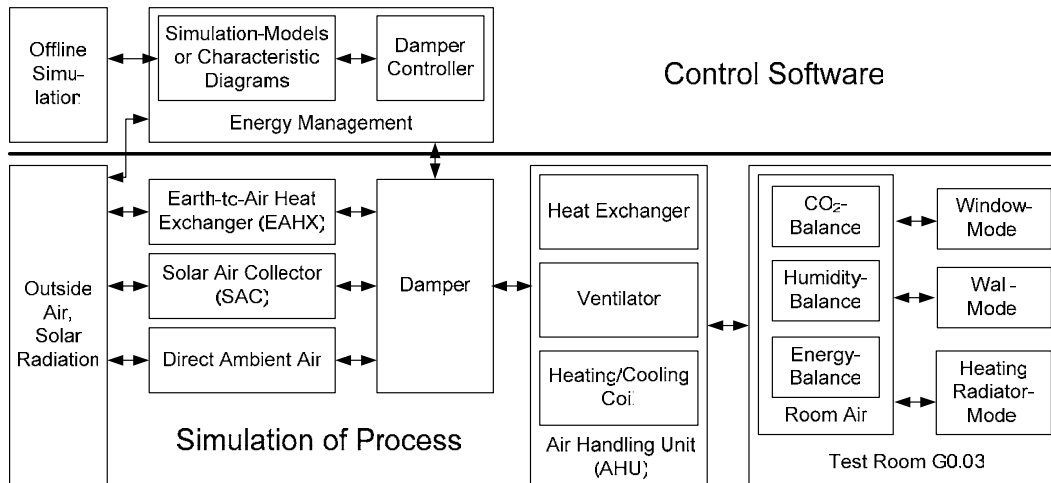 Offline
Simu-
lation
Simulation-Models
or Characteristic
Diagrams
Damper
Controller
Energy Management
Control Software
Outside
Air,
Solar
Radiation
Earth-tc-Air Heat
Exchanger (EAHX)
Solar Air Collector
(SAC)
Direct Ambient Air
Damper
Simulation of Process
Heat Exchanger
Ventilator
Heating/Cooling
Coi
Air Handling Unit
(AHU)
CO₂-
Balance
Humidity-
Balance
Energy-
Balance
Room Air
Window-
Mode
Wal -
Mode
Heating
Radiator-
Mode
Test Room G0.03